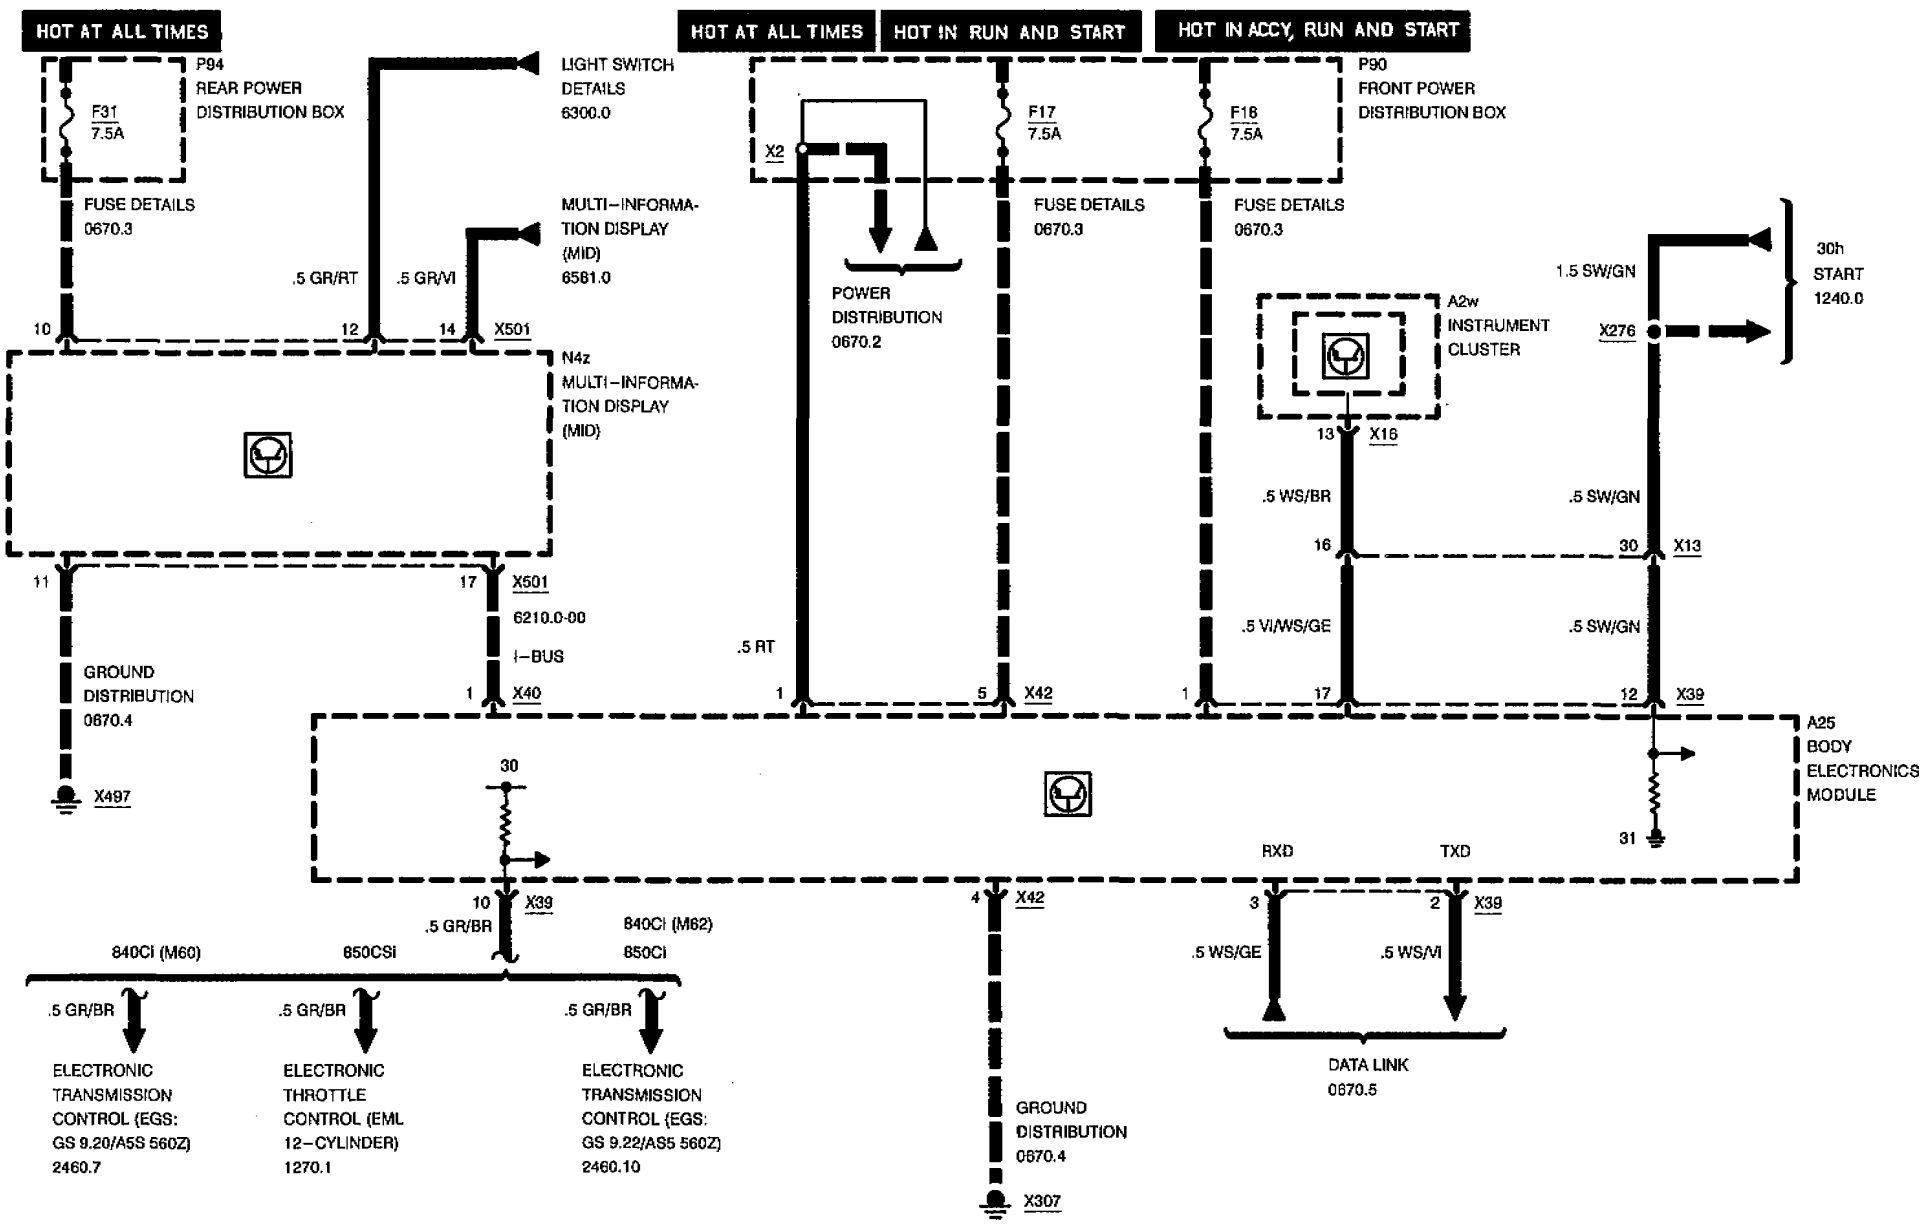 HOT AT ALL TIMES
HOT AT ALL TIMES
HOT IN RUN AND START
HOT IN ACCY, RUN AND START
P94
REAR POWER
DISTRIBUTION BOX
F31
7.5A
FUSE DETAILS
0670.3
LIGHT SWITCH
DETAILS
6300.0
MULTI-INFORMA-
TION DISPLAY
(MID)
6581.0
.5 GR/RT
.5 GR/VI
10
12
14
X501
N4z
MULTI-INFORMA-
TION DISPLAY
(MID)
11
17
X501
6210.0-00
I-BUS
1
X40
GROUND
DISTRIBUTION
0670.4
X497
P90
FRONT POWER
DISTRIBUTION BOX
X2
F17
7.5A
F18
7.5A
FUSE DETAILS
0670.3
FUSE DETAILS
0670.3
POWER
DISTRIBUTION
0670.2
30h
START
1240.0
1.5 SW/GN
X276
A2w
INSTRUMENT
CLUSTER
13
X16
.5 WS/BR
.5 SW/GN
16
30
X13
.5 RT
.5 VI/WS/GE
.5 SW/GN
1
5
X42
1
17
12
X39
A25
BODY
ELECTRONICS
MODULE
30
31
RXD
TXD
10
X39
.5 GR/BR
4
X42
3
2
X39
.5 WS/GE
.5 WS/VI
840Ci (M60)
850CSi
840Ci (M62)
850Ci
.5 GR/BR
.5 GR/BR
.5 GR/BR
ELECTRONIC
TRANSMISSION
CONTROL (EGS:
GS 9.20/A5S 560Z)
2460.7
ELECTRONIC
THROTTLE
CONTROL (EML
12-CYLINDER)
1270.1
ELECTRONIC
TRANSMISSION
CONTROL (EGS:
GS 9.22/AS5 560Z)
2460.10
DATA LINK
0670.5
GROUND
DISTRIBUTION
0670.4
X307